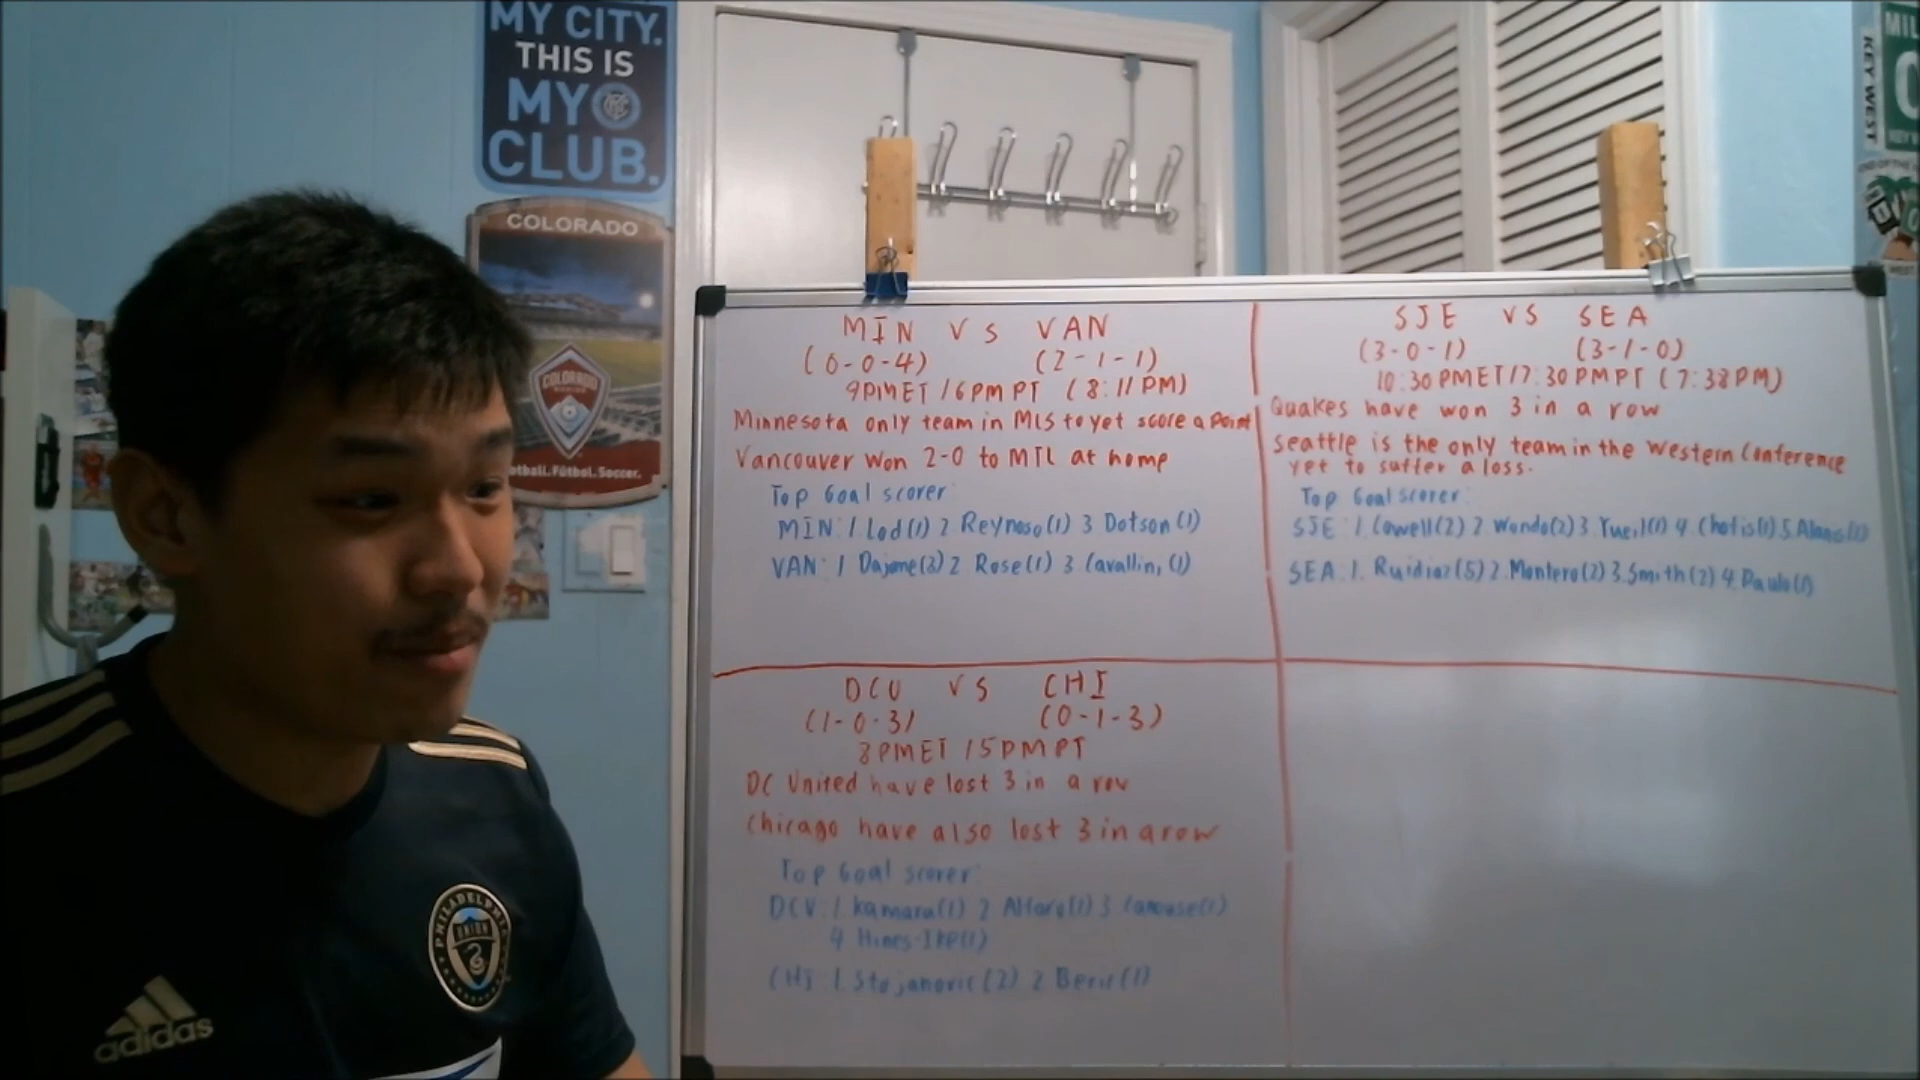 MY CITY.
THIS IS
MY
CLUB.
COLORADO
COLORADO
otball. Fútbol. Soccer.
MIL
KEY WEST
MIN VS VAN
(0-0-4) (2-1-1)
9PMET /6PM PT (8:11PM)
Minnesota only team in MLS to yet score a point
Vancouver won 2-0 to MTL at home
Top Goal scorer:
MIN: 1 Lod(1) 2 Reynoso(1) 3 Dotson(1)
VAN: 1 Dajome(3) 2 Rose(1) 3 Cavallini(1)
SJE VS SEA
(3-0-1) (3-1-0)
10:30PMET/7:30PMPT (7:38PM)
Quakes have won 3 in a row
Seattle is the only team in the Western Conference
yet to suffer a loss.
Top Goal scorer:
SJE: 1. Cowell(2) 2 Wondo(2) 3. Yueil(1) 4. Chofis(1) 5. Alanis(1)
SEA: 1. Ruidiaz(5) 2. Montero(2) 3. Smith(2) 4. Paulo(1)
DCU VS CHI
(1-0-3) (0-1-3)
8PMET /5PMPT
DC United have lost 3 in a row
Chicago have also lost 3 in a row
Top Goal scorer:
DCU: 1. Kamara(1) 2 Alfaro(1) 3 (1)
4 Hines-Ike(1)
CHI 1. Stojanovic(2) 2 Beric(1)
PHILADELPHIA
UNION
adidas